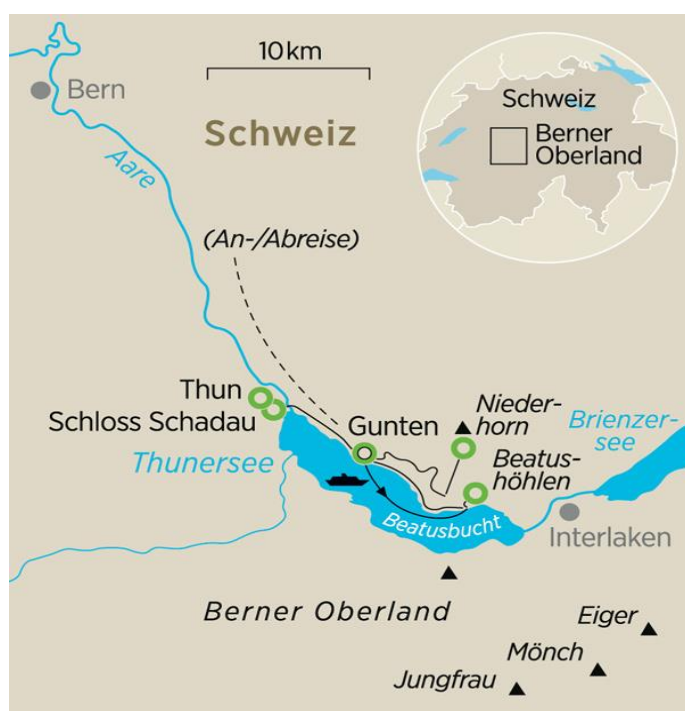 10 km
Bern
Schweiz
Schweiz
Berner
Oberland
Aare
(An-/Abreise)
Thun
Schloss Schadau
Gunten
Nieder-
horn
Brienzer-
see
Thunersee
Beatus-
höhlen
Beatusbucht
Interlaken
Berner Oberland
Eiger
Mönch
Jungfrau